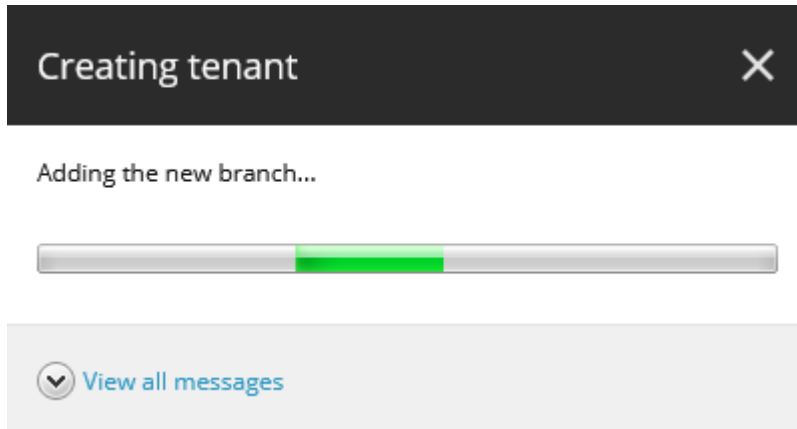 Creating tenant
Adding the new branch...
View all messages